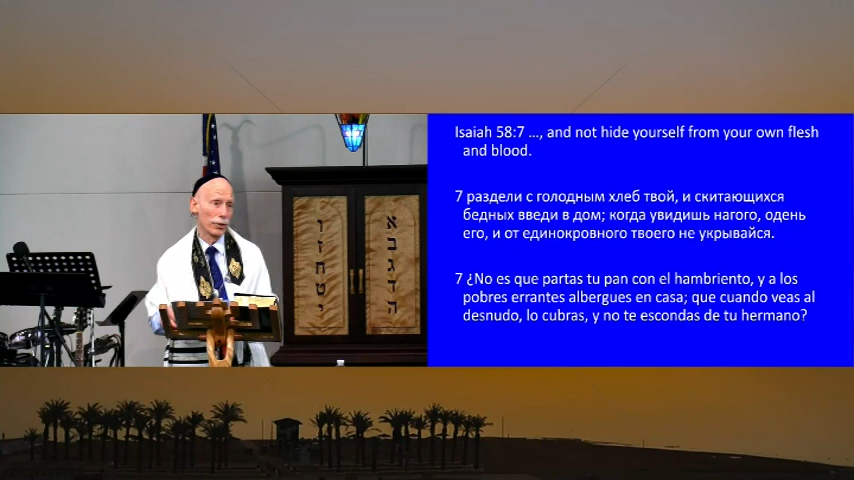 Isaiah 58:7 ..., and not hide yourself from your own flesh
and blood.
7 раздели с голодным хлеб твой, и скитающихся
бедных введи в дом; когда увидишь нагого, одень
его, и от единокровного твоего не укрывайся.
7 ¿No es que partas tu pan con el hambriento, y a los
pobres errantes albergues en casa; que cuando veas al
desnudo, lo cubras, y no te escondas de tu hermano?
א
ב
ג
ד
ה
ו
ז
ח
ט
י